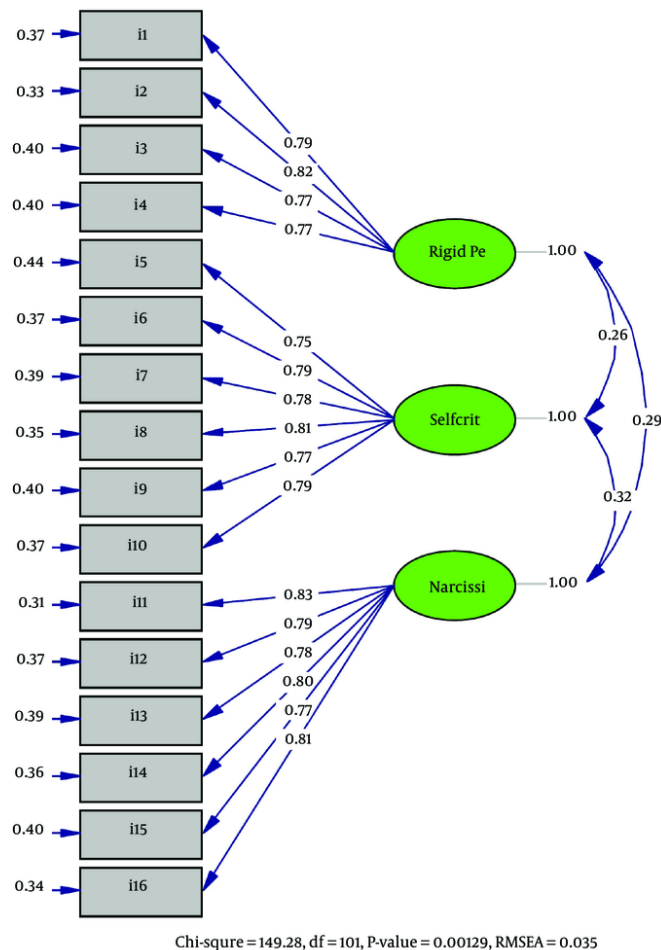 0.37 i1
0.33 i2
0.40 i3
0.79
0.82
0.77
0.40 i4
0.77
Rigid Pe 1.00
0.44 i5
0.37 i6
0.26
0.75
0.39 i7
0.79
0.78
0.35 i8
0.81
Selfcrit 1.00
0.29
0.77
0.40 i9
0.79
0.32
0.37 i10
0.31 i11
0.83
Narcissi 1.00
0.79
0.37 i12
0.78
0.80
0.39 i13
0.77
0.81
0.36 i14
0.40 i15
0.34 i16
Chi-squre = 149.28, df = 101, P-value = 0.00129, RMSEA = 0.035